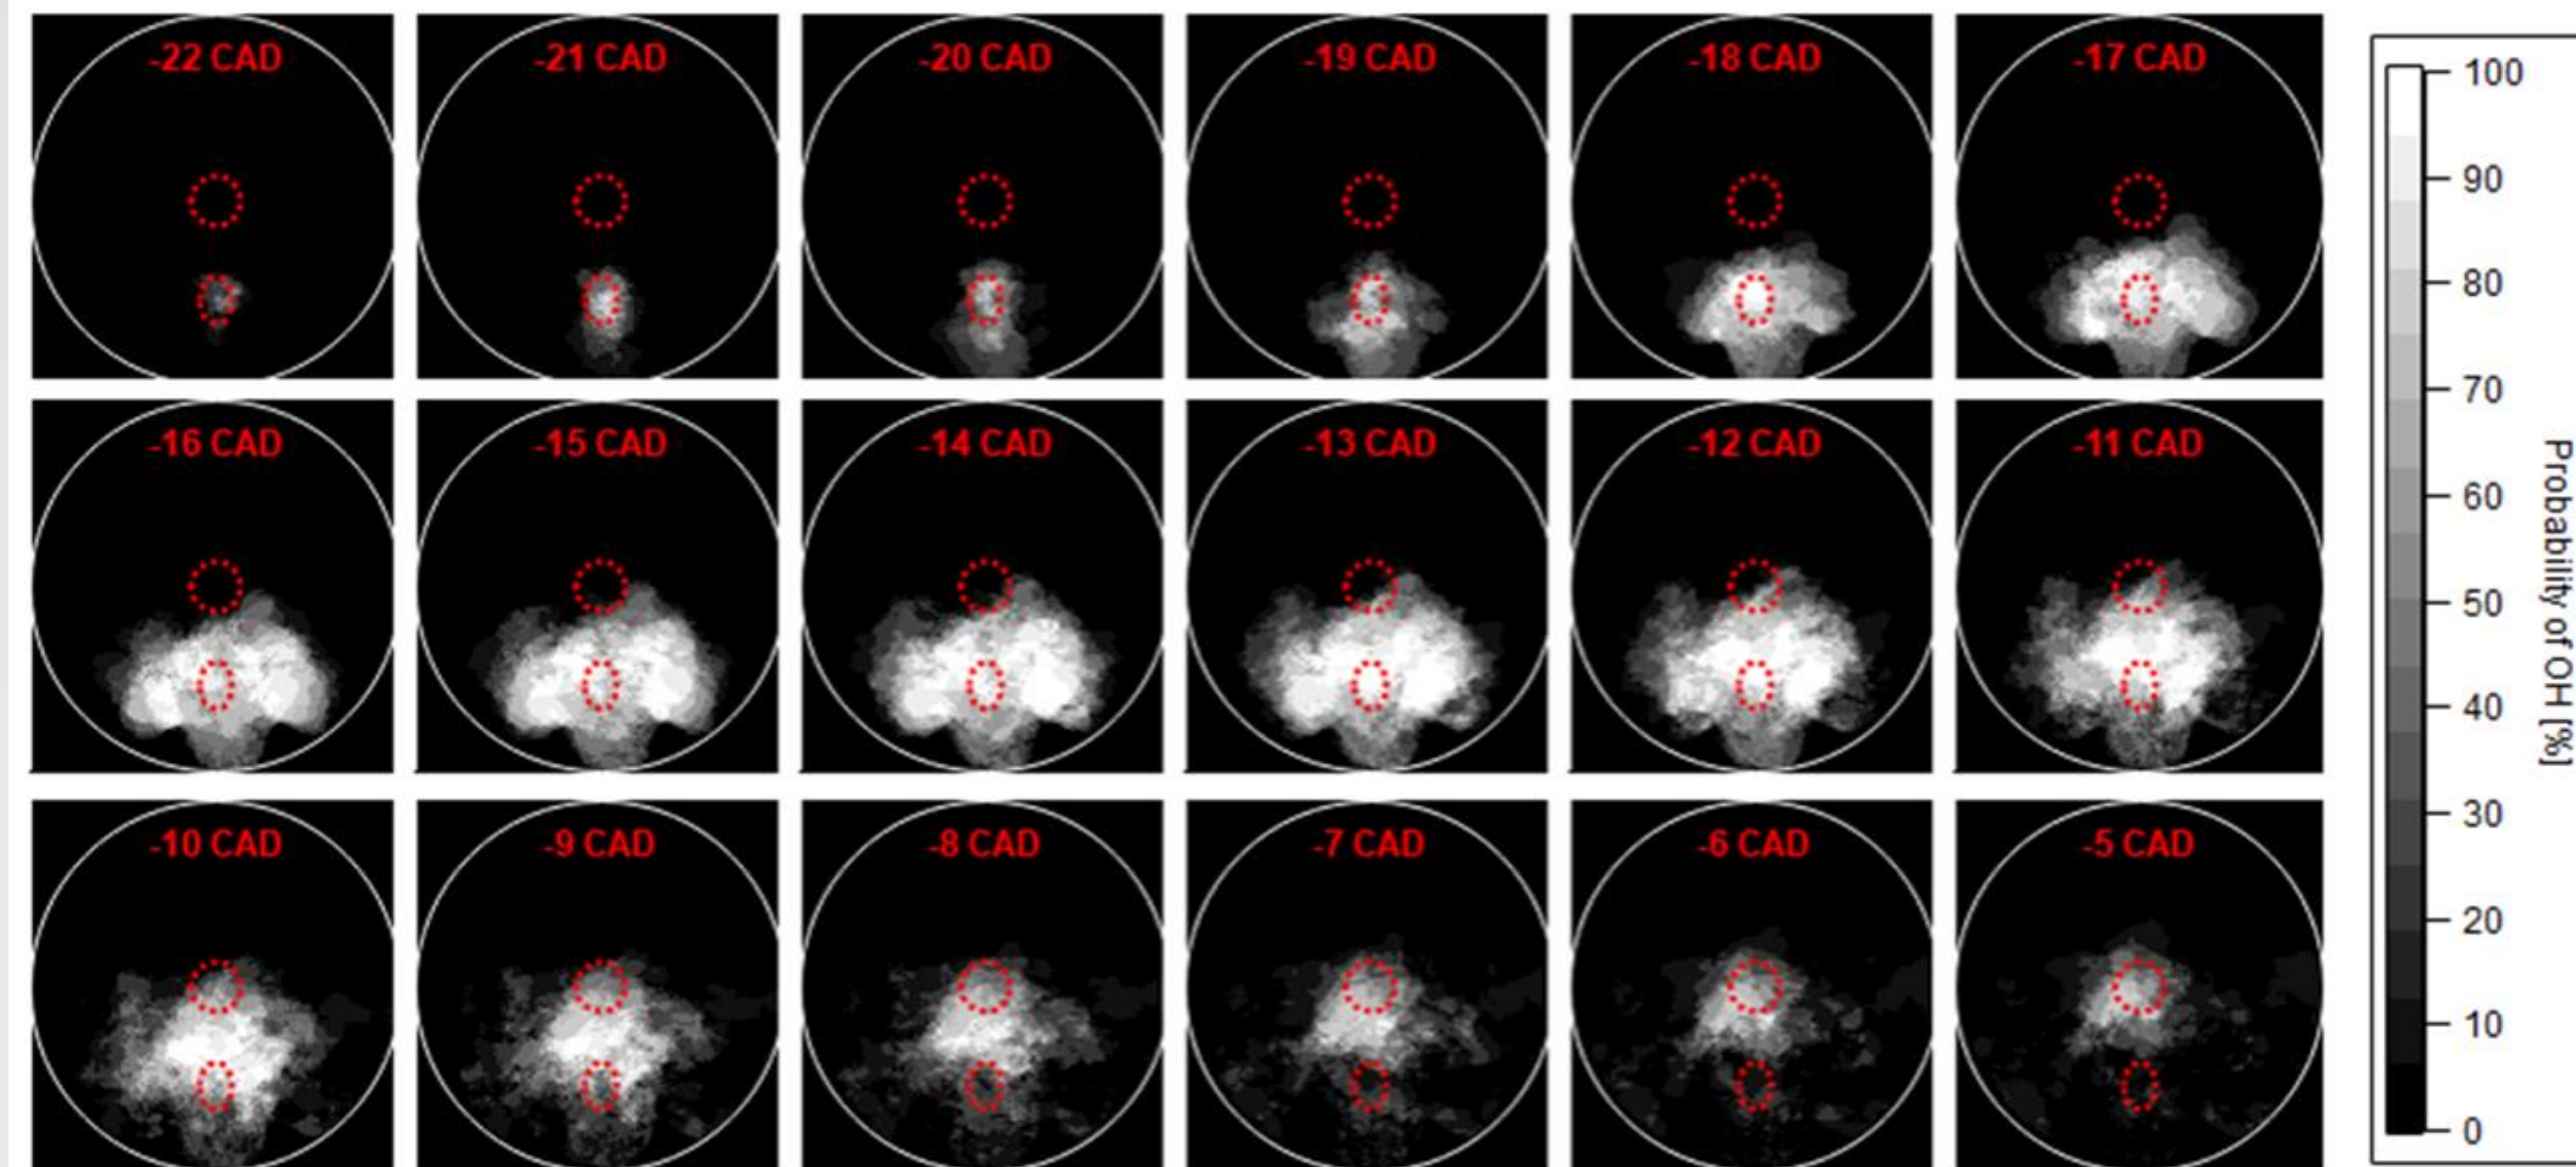 -22 CAD
-21 CAD
-20 CAD
-19 CAD
-18 CAD
-17 CAD
-16 CAD
-15 CAD
-14 CAD
-13 CAD
-12 CAD
-11 CAD
-10 CAD
-9 CAD
-8 CAD
-7 CAD
-6 CAD
-5 CAD
100
90
80
70
60
50
40
30
20
10
0
Probability of OH [%]